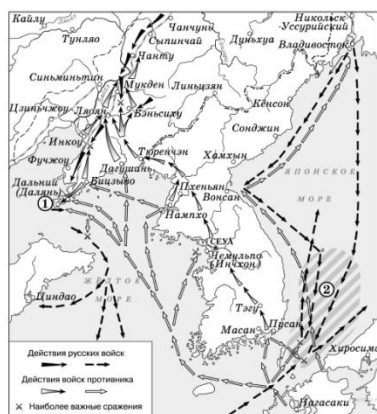 Кайлу
Чанчунь
Никольск
Уссурийский
Тунляо
Сыпинчай
Дуньхуа
Владивосток
Чанту
Синьминьтин
Мукден
Линьцзян
Цзиньчжоу
Ляоян
Бэньсиху
Кёнсон
Инкоу
Тюренчэн
Сонджин
Фучжоу
Дагушань
Хамхын
Дальний
(Далянь)
Бицзыво
Пхеньян
Вонсан
ЯПОНСКОЕ
МОРЕ
1
Нампхо
СЕУЛ
Чемульпо
(Инчхон)
2
ЖЕЛТОЕ
МОРЕ
Циндао
Тэгу
Масан
Пусан
Хиросима
Нагасаки
Действия русских войск
Действия войск противника
Наиболее важные сражения